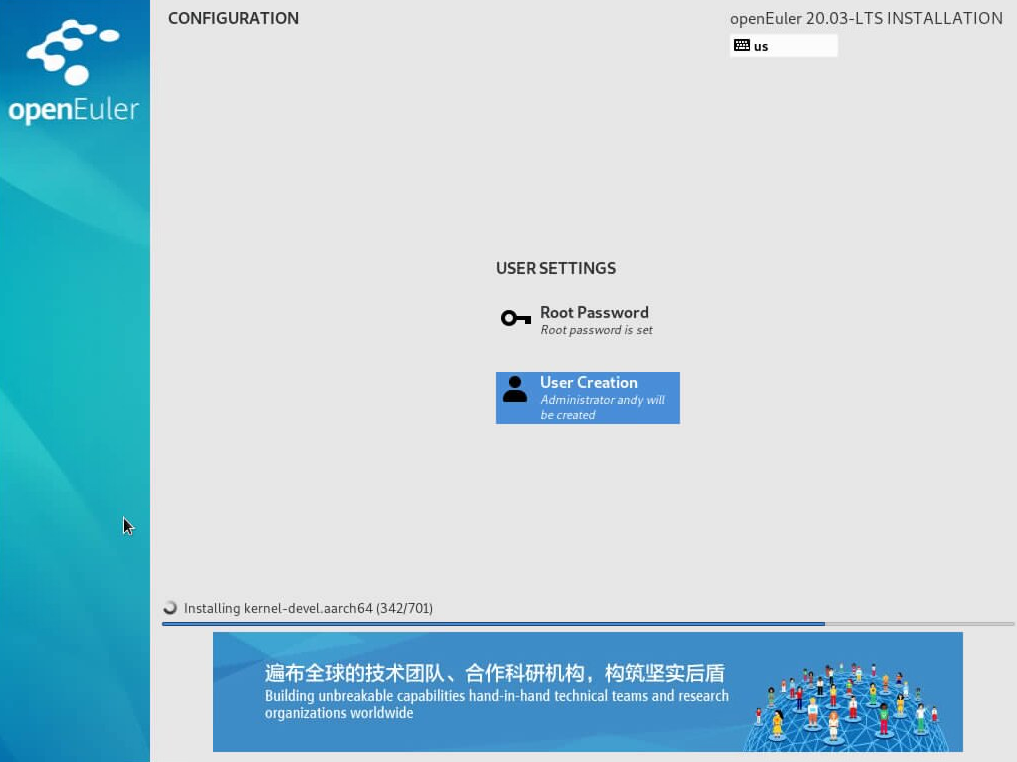 openEuler
CONFIGURATION
openEuler 20.03-LTS INSTALLATION
us
USER SETTINGS
Root Password
Root password is set
User Creation
Administrator andy will
be created
Installing kernel-devel.aarch64 (342/701)
遍布全球的技术团队、合作科研机构，构筑坚实后盾
Building unbreakable capabilities hand-in-hand technical teams and research
organizations worldwide